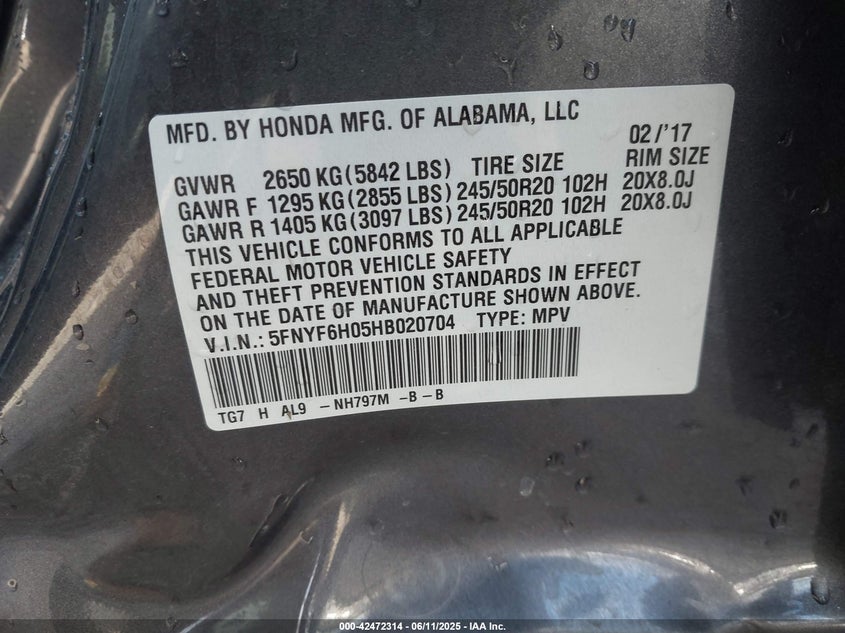 MFD. BY HONDA MFG. OF ALABAMA, LLC 02/'17
GVWR 2650 KG(5842 LBS) TIRE SIZE RIM SIZE
GAWR F 1295 KG(2855 LBS) 245/50R20 102H 20X8.0J
GAWR R 1405 KG(3097 LBS) 245/50R20 102H 20X8.0J
THIS VEHICLE CONFORMS TO ALL APPLICABLE
FEDERAL MOTOR VEHICLE SAFETY
AND THEFT PREVENTION STANDARDS IN EFFECT
ON THE DATE OF MANUFACTURE SHOWN ABOVE.
V.I.N.: 5FNYF6H05HB020704 TYPE: MPV
TG7 H AL9 -NH797M -B-B
000-42472314 - 06/11/2025 - IAA Inc.